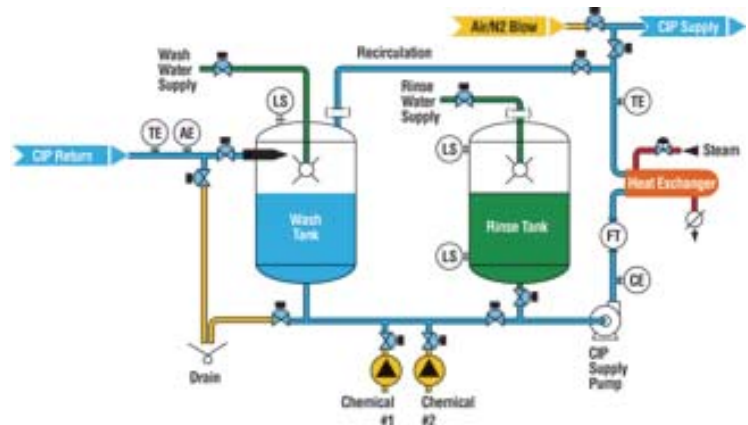 Air/N2 Blow
CIP Supply
Wash
Water
Supply
Recirculation
LS
Rinse
Water
Supply
TE
TE
AE
CIP Return
LS
Steam
Heat Exchanger
Wash
Tank
Rinse Tank
FT
LS
CE
Drain
CIP
Supply
Pump
Chemical
#1
Chemical
#2